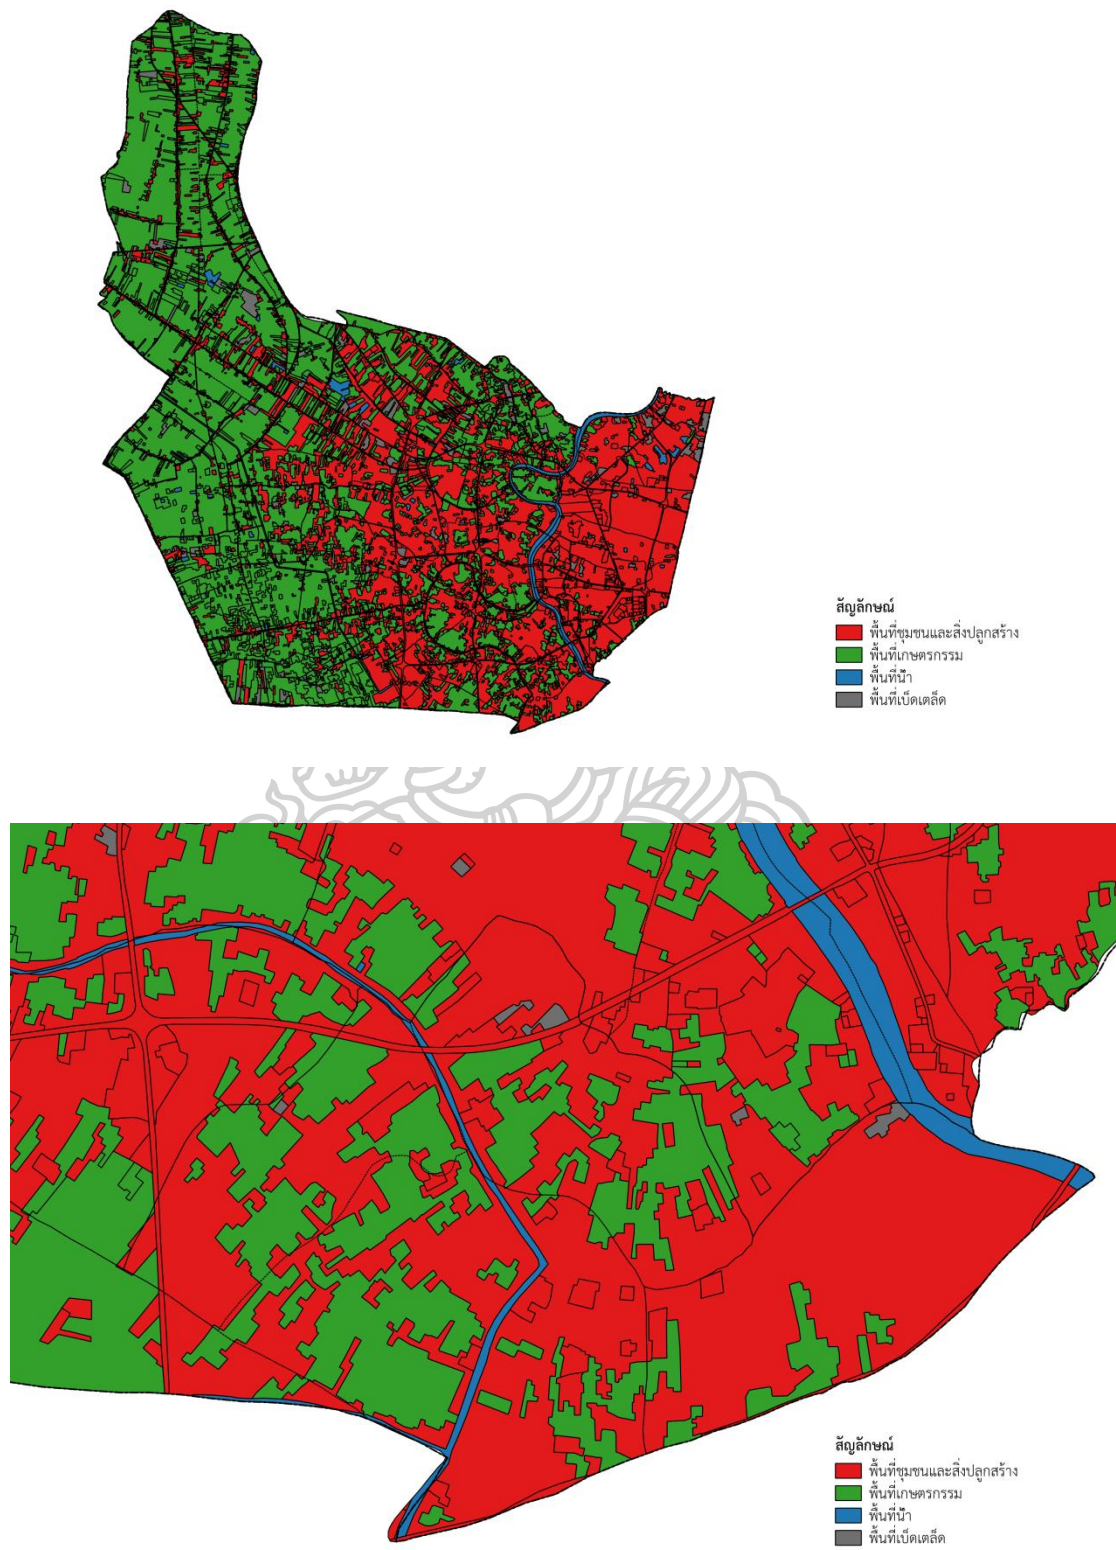 สัญลักษณ์
พื้นที่ชุมชนและสิ่งปลูกสร้าง
พื้นที่เกษตรกรรม
พื้นที่น้ำ
พื้นที่เบ็ดเตล็ด
สัญลักษณ์
พื้นที่ชุมชนและสิ่งปลูกสร้าง
พื้นที่เกษตรกรรม
พื้นที่น้ำ
พื้นที่เบ็ดเตล็ด